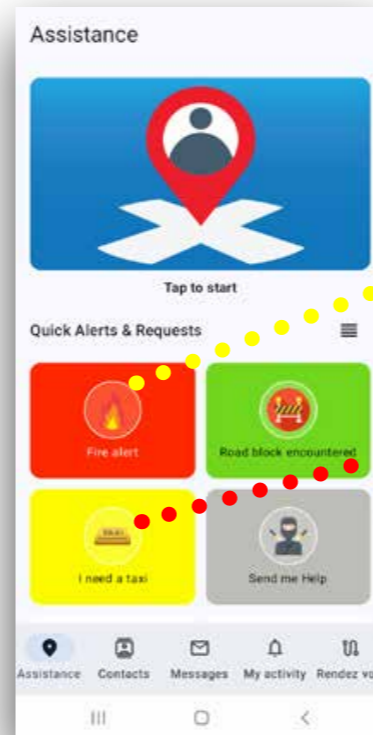 Assistance
Tap to start
Quick Alerts & Requests
Fire alert
Road block encountered
TAXI
I need a taxi
Send me Help
Assistance Contacts Messages My activity Rendez vo